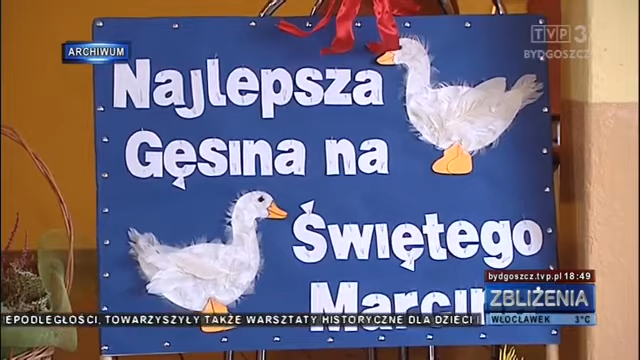 ARCHIWUM
TVP 3
BYDGOSZCZ
Najlepsza
Gęsina na
Świętego
bydgoszcz.tvp.pl 18:49
ZBLIŻENIA
NIEPODLEGŁOŚCI, TOWARZYSZYŁY TAKŻE WARSZTATY HISTORYCZNE DLA DZIECI
WŁOCŁAWEK 3°C